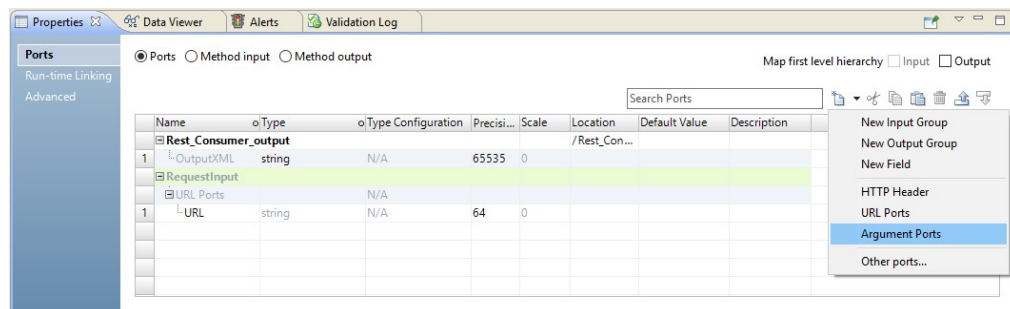 Properties Data Viewer Alerts Validation Log
Ports
Run-time Linking
Advanced
Ports Method input Method output
Map first level hierarchy Input Output
Search Ports
Name o Type o Type Configuration Precisi... Scale Location Default Value Description
Rest_Consumer_output /Rest_Con...
1 OutputXML string N/A 65535 0
RequestInput
URL Ports N/A
1 URL string N/A 64 0
New Input Group
New Output Group
New Field
HTTP Header
URL Ports
Argument Ports
Other ports...